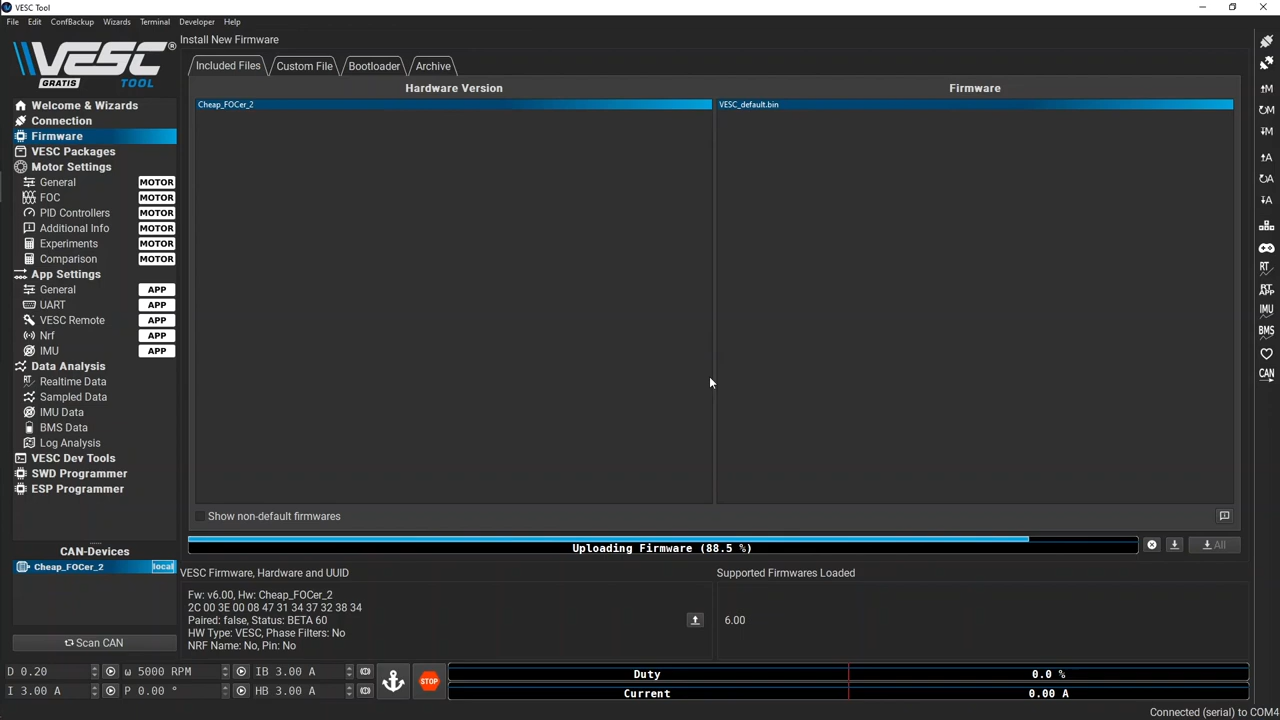 VESC Tool
File Edit ConfBackup Wizards Terminal Developer Help
VESC®
GRATIS TOOL
Welcome & Wizards
Connection
Firmware
VESC Packages
Motor Settings
General MOTOR
FOC MOTOR
PID Controllers MOTOR
Additional Info MOTOR
Experiments MOTOR
Comparison MOTOR
App Settings
General APP
UART APP
VESC Remote APP
Nrf APP
IMU APP
Data Analysis
RT Realtime Data
Sampled Data
IMU Data
BMS Data
Log Analysis
VESC Dev Tools
SWD Programmer
ESP Programmer
CAN-Devices
Cheap_FOCer_2 local
Scan CAN
Install New Firmware
Included Files Custom File Bootloader Archive
Hardware Version Firmware
Cheap_FOCer_2 VESC_default.bin
Show non-default firmwares
Uploading Firmware (88.5 %)
All
VESC Firmware, Hardware and UUID
Fw: v6.00, Hw: Cheap_FOCer_2
2C 00 3E 00 08 47 31 34 37 32 38 34
Paired: false, Status: BETA 60
HW Type: VESC, Phase Filters: No
NRF Name: No, Pin: No
Supported Firmwares Loaded
6.00
M
M
M
A
A
A
RT
RT APP
IMU
BMS
CAN
D 0.20 ω 5000 RPM IB 3.00 A
I 3.00 A P 0.00 ° HB 3.00 A
STOP
Duty 0.0 %
Current 0.00 A
Connected (serial) to COM4